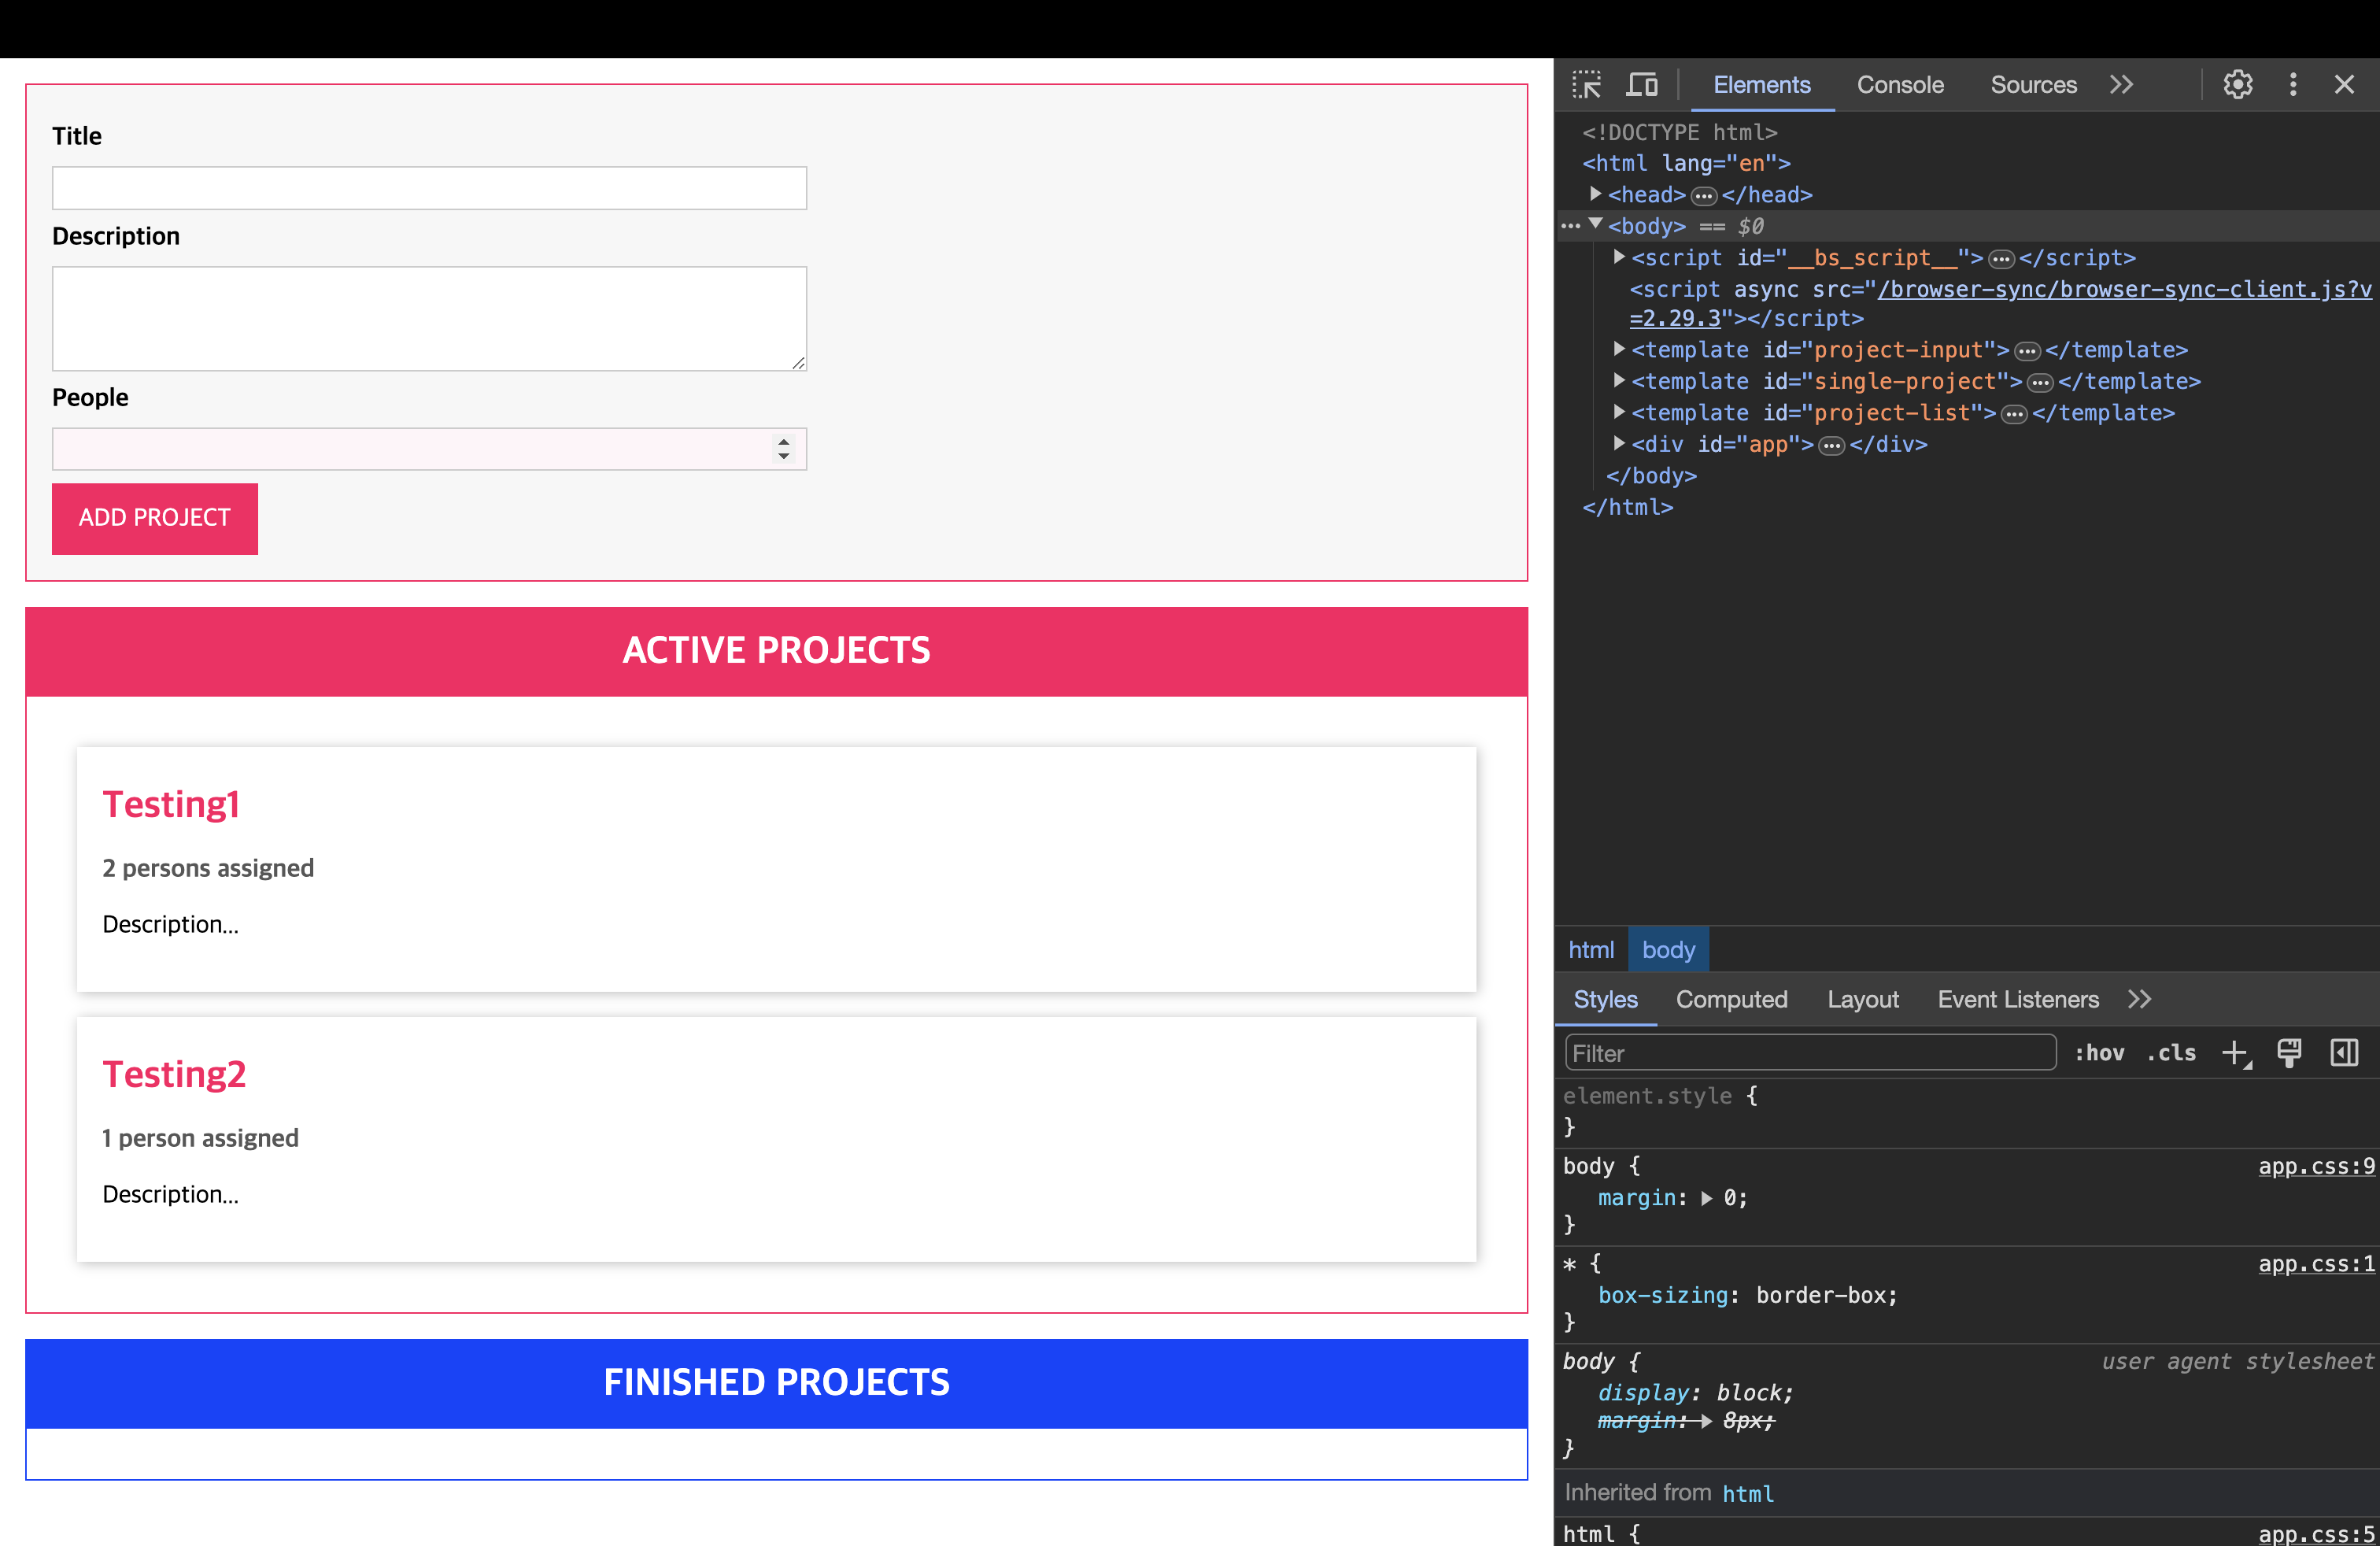 Title
Description
People
ADD PROJECT
ACTIVE PROJECTS
Testing1
2 persons assigned
Description...
Testing2
1 person assigned
Description...
FINISHED PROJECTS
Elements Console Sources
<!DOCTYPE html>
<html lang="en">
<head>…</head>
<body> == $0
<script id="__bs_script__">…</script>
<script async src="/browser-sync/browser-sync-client.js?v
=2.29.3"></script>
<template id="project-input">…</template>
<template id="single-project">…</template>
<template id="project-list">…</template>
<div id="app">…</div>
</body>
</html>
html body
Styles Computed Layout Event Listeners
Filter :hov .cls
element.style {
}
body { app.css:9
margin: 0;
}
* { app.css:1
box-sizing: border-box;
}
body { user agent stylesheet
display: block;
margin: 8px;
}
Inherited from html
html { app.css:5